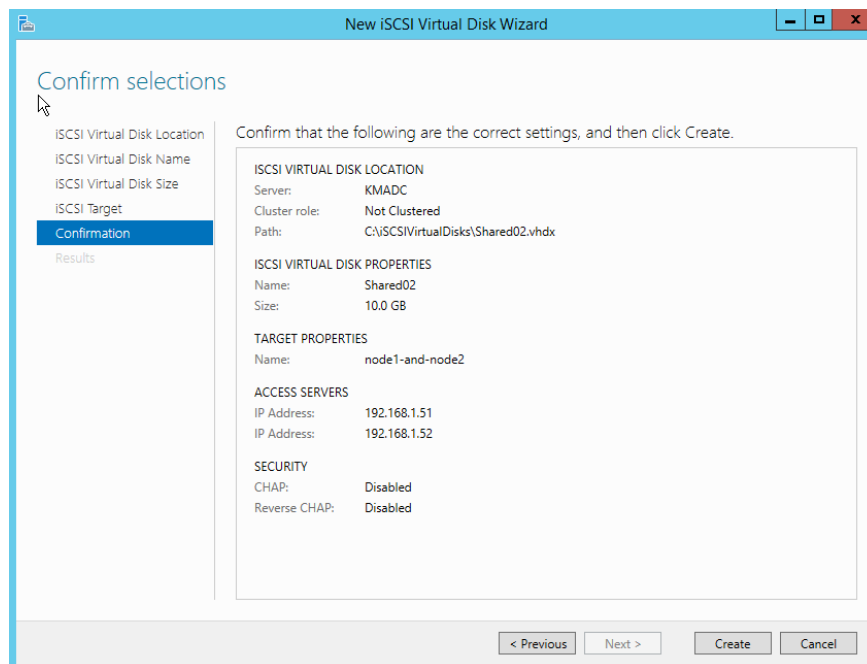 New iSCSI Virtual Disk Wizard
Confirm selections
iSCSI Virtual Disk Location
iSCSI Virtual Disk Name
iSCSI Virtual Disk Size
iSCSI Target
Confirmation
Results
Confirm that the following are the correct settings, and then click Create.
ISCSI VIRTUAL DISK LOCATION
Server: KMADC
Cluster role: Not Clustered
Path: C:\iSCSIVirtualDisks\Shared02.vhdx
ISCSI VIRTUAL DISK PROPERTIES
Name: Shared02
Size: 10.0 GB
TARGET PROPERTIES
Name: node1-and-node2
ACCESS SERVERS
IP Address: 192.168.1.51
IP Address: 192.168.1.52
SECURITY
CHAP: Disabled
Reverse CHAP: Disabled
< Previous Next > Create Cancel